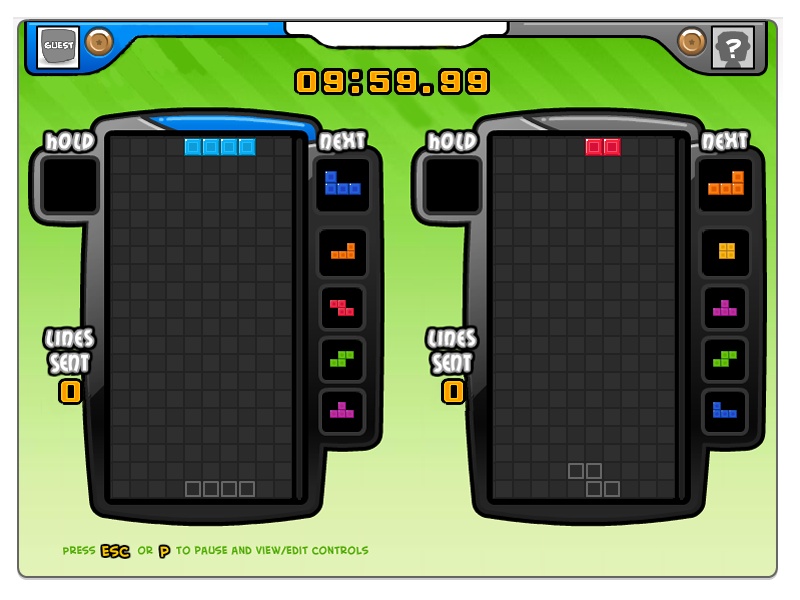 GUEST
?
09:59.99
HOLD
NEXT
HOLD
NEXT
LINES
SENT
0
LINES
SENT
0
PRESS ESC OR P TO PAUSE AND VIEW/EDIT CONTROLS